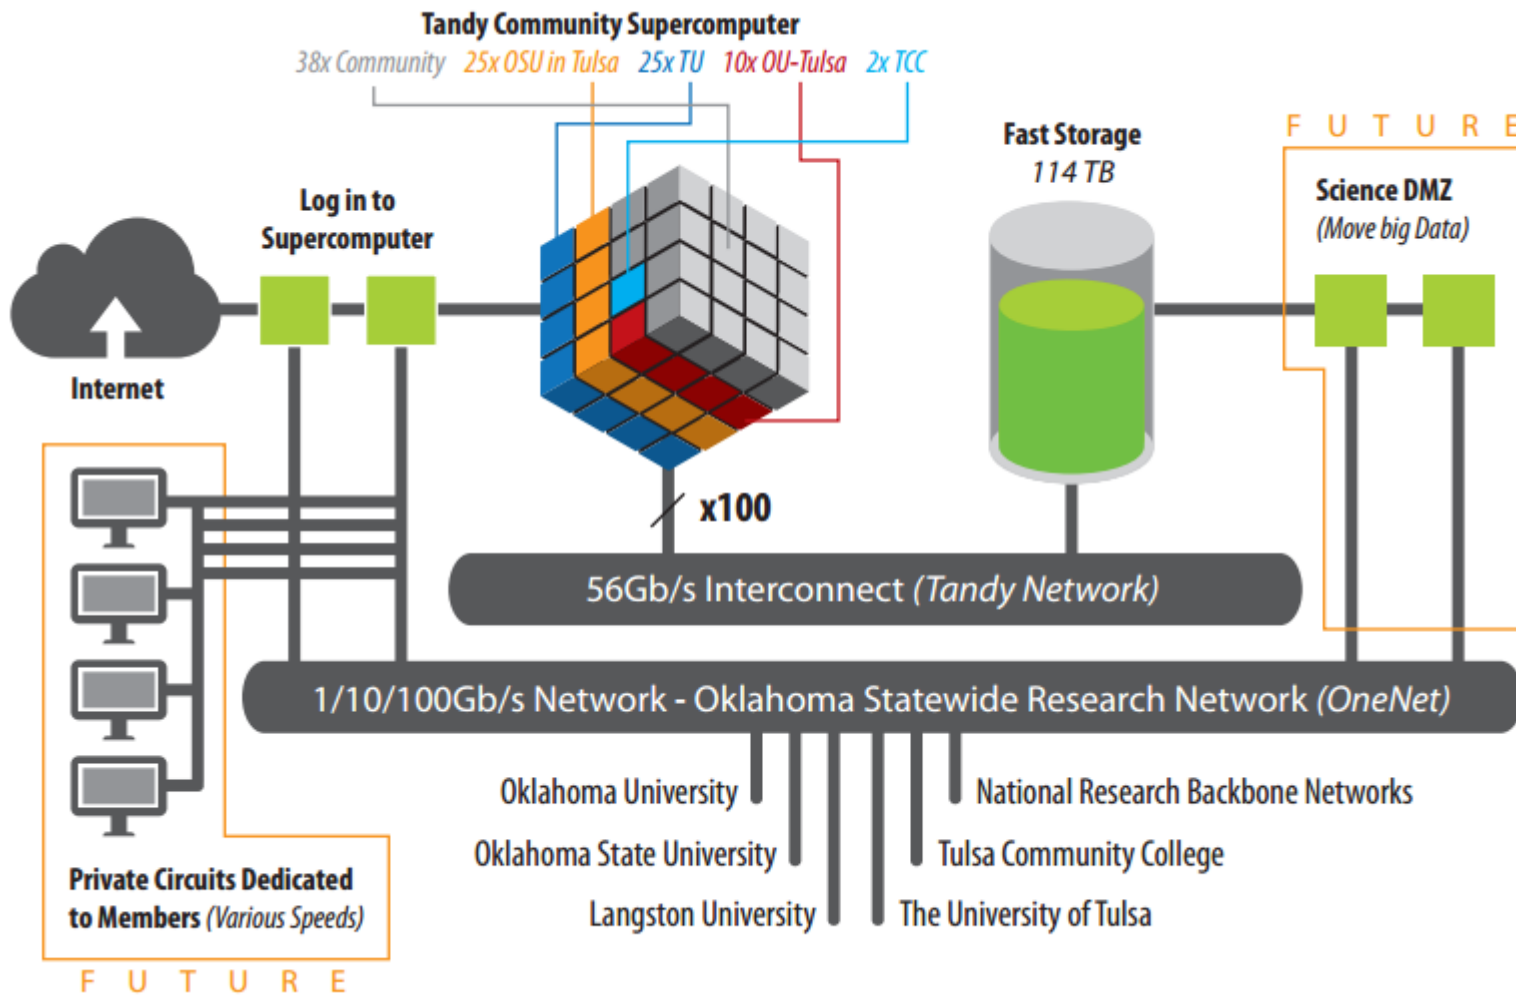 Tandy Community Supercomputer
38x Community 25x OSU in Tulsa 25x TU 10x OU-Tulsa 2x TCC
Fast Storage
114 TB
F U T U R E
Science DMZ
(Move big Data)
Log in to
Supercomputer
Internet
x100
56Gb/s Interconnect (Tandy Network)
1/10/100Gb/s Network - Oklahoma Statewide Research Network (OneNet)
Oklahoma University
National Research Backbone Networks
Oklahoma State University
Tulsa Community College
Langston University
The University of Tulsa
Private Circuits Dedicated
to Members (Various Speeds)
F U T U R E